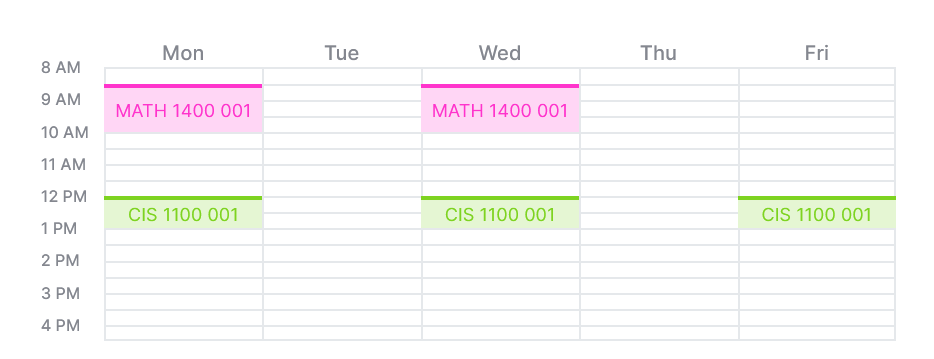 Mon Tue Wed Thu Fri
8 AM
9 AM
MATH 1400 001 MATH 1400 001
10 AM
11 AM
12 PM
CIS 1100 001 CIS 1100 001 CIS 1100 001
1 PM
2 PM
3 PM
4 PM